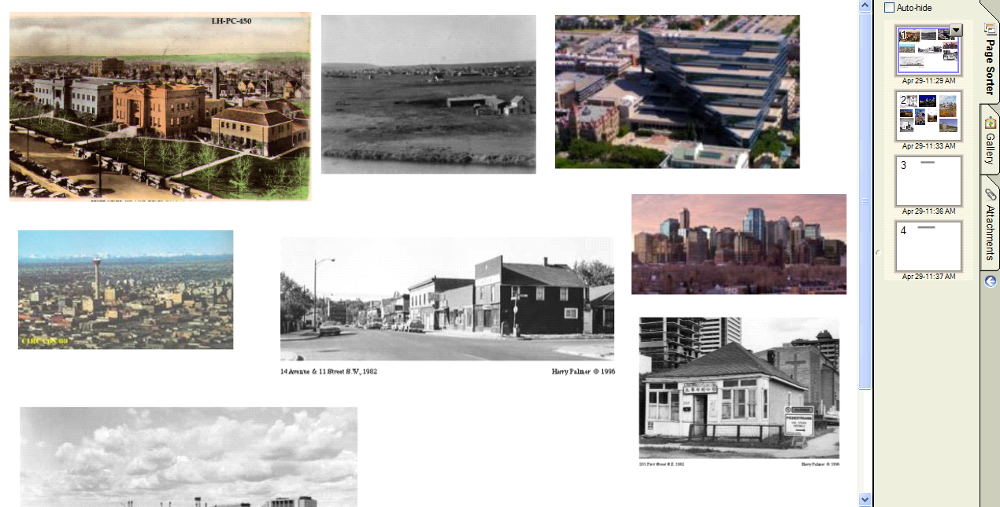 LH-PC-450
14 Avenue & 11 Street S.W., 1982
Harry Palmer © 1996
PEDESTRIANS
201 First Street S.E. 1982
Harry Palmer © 1996
Auto-hide
1
Apr 29-11:29 AM
2
Apr 29-11:33 AM
3
Apr 29-11:36 AM
4
Apr 29-11:37 AM
Page Sorter
Gallery
Attachments